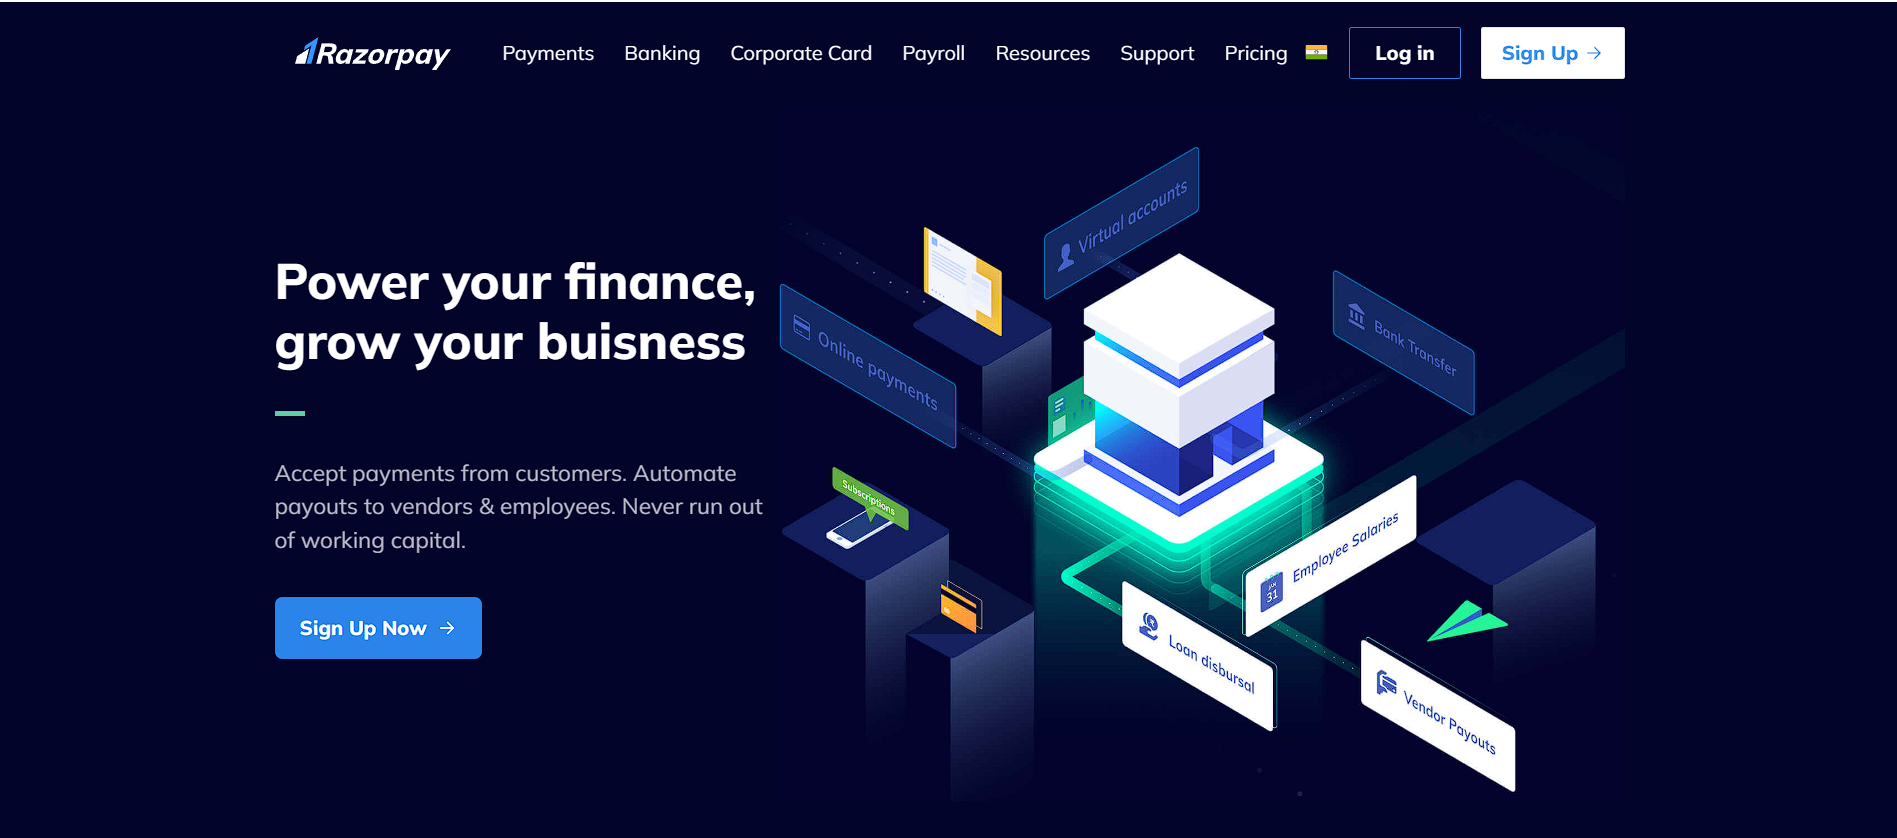 Razorpay
Payments
Banking
Corporate Card
Payroll
Resources
Support
Pricing
Log in
Sign Up
Power your finance,
grow your buisness
Accept payments from customers. Automate
payouts to vendors & employees. Never run out
of working capital.
Sign Up Now
Virtual accounts
Online payments
Bank Transfer
Subscriptions
Employee Salaries
JAN
31
Loan disbursal
Vendor Payouts